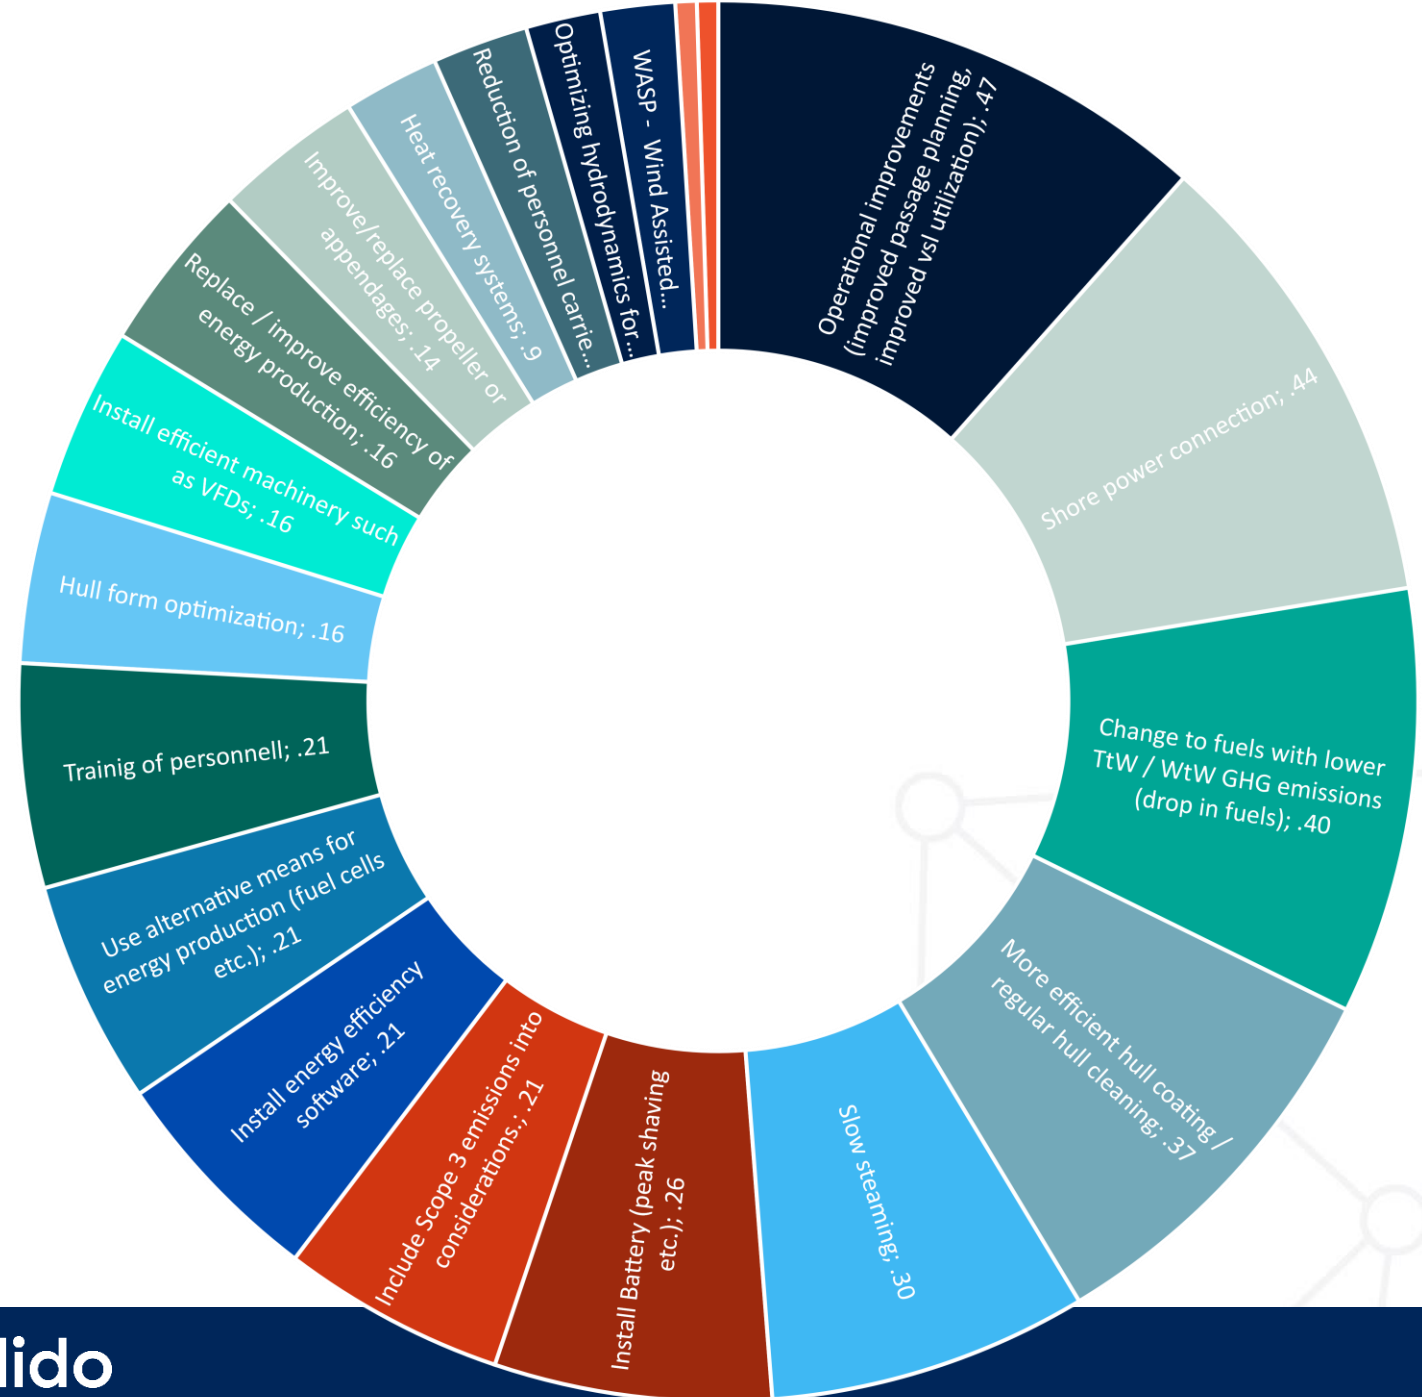 Operational improvements
(improved passage planning,
improved vsl utilization); .47
Shore power connection; .44
Change to fuels with lower
TtW / WtW GHG emissions
(drop in fuels); .40
More efficient hull coating /
regular hull cleaning; .37
Slow steaming; .30
Install Battery (peak shaving
etc.); .26
Include Scope 3 emissions into
considerations.; .21
Install energy efficiency
software; .21
Use alternative means for
energy production (fuel cells
etc.); .21
Trainig of personnell; .21
Hull form optimization; .16
Install efficient machinery such
as VFDs; .16
Replace / improve efficiency of
energy production; .16
Improve/replace propeller or
appendages; .14
Heat recovery systems; .9
Reduction of personnel carrie...
Optimizing hydrodynamics for...
WASP - Wind Assisted...
lido